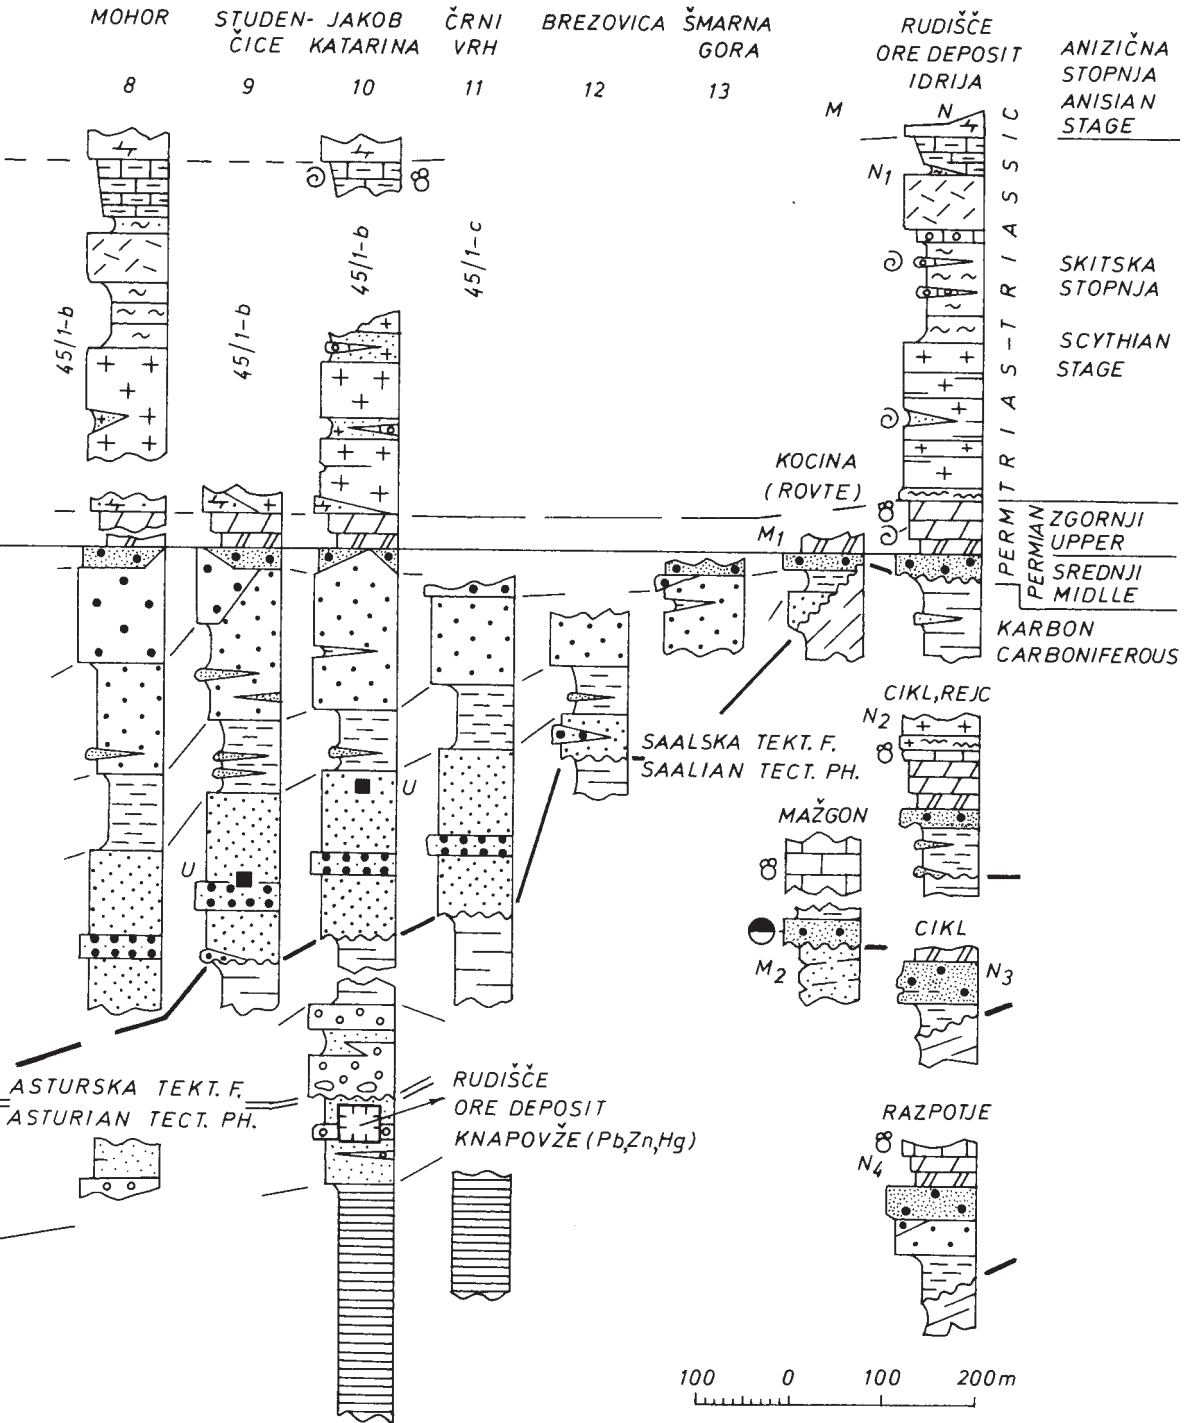 MOHOR
8
STUDEN-
ČICE
9
JAKOB
KATARINA
10
ČRNI
VRH
11
BREZOVICA
12
ŠMARNA
GORA
13
M
RUDIŠČE
ORE DEPOSIT
IDRIJA
N
ANIZIČNA
STOPNJA
ANISIAN
STAGE
N1
TRIAS-TRIASSIC
SKITSKA
STOPNJA
SCYTHIAN
STAGE
45/1-b
45/1-b
45/1-b
45/1-c
KOCINA
(ROVTE)
M1
PERM
PERMIAN
ZGORNJI
UPPER
SREDNJI
MIDLLE
KARBON
CARBONIFEROUS
CIKL, REJC
N2
SAALSKA TEKT. F.
SAALIAN TECT. PH.
U
U
MAŽGON
M2
CIKL
N3
ASTURSKA TEKT. F.
ASTURIAN TECT. PH.
RUDIŠČE
ORE DEPOSIT
KNAPOVŽE (Pb,Zn,Hg)
RAZPOTJE
N4
100 0 100 200m